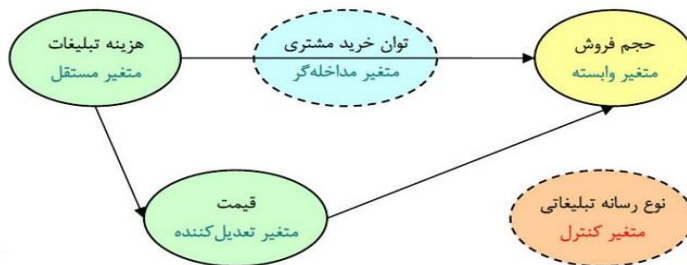 هزینه تبلیغات
متغیر مستقل
توان خرید مشتری
متغیر مداخله‌گر
حجم فروش
متغیر وابسته
قیمت
متغیر تعدیل‌کننده
نوع رسانه تبلیغاتی
متغیر کنترل